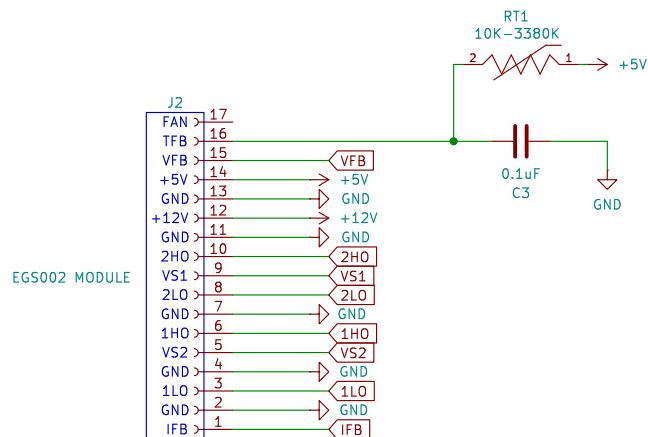 RT1
10K-3380K
2
1
+5V
J2
FAN 17
TFB 16
VFB 15 VFB
+5V 14 +5V
GND 13 GND
+12V 12 +12V
GND 11 GND
2HO 10 2HO
VS1 9 VS1
2LO 8 2LO
GND 7 GND
1HO 6 1HO
VS2 5 VS2
GND 4 GND
1LO 3 1LO
GND 2 GND
IFB 1 IFB
0.1uF
C3
GND
EGS002 MODULE